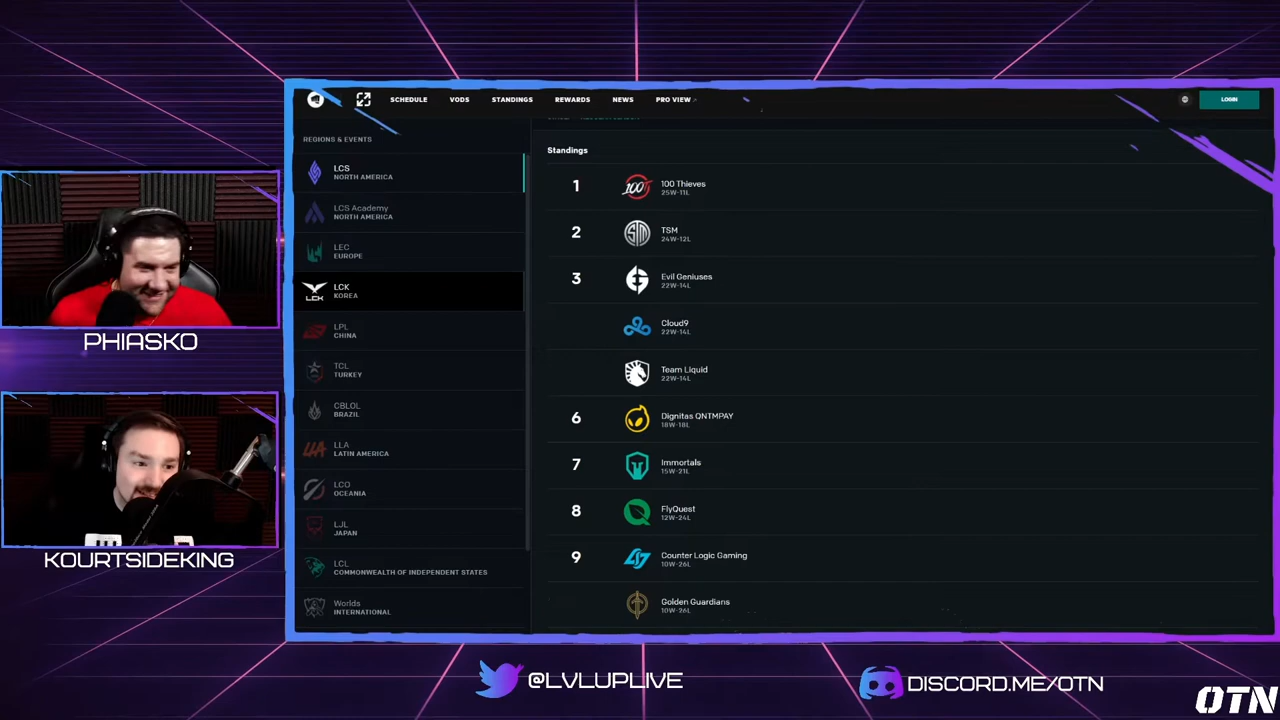 SCHEDULE
VODS
STANDINGS
REWARDS
NEWS
PRO VIEW
LOGIN
REGIONS & EVENTS
LCS
NORTH AMERICA
LCS Academy
NORTH AMERICA
LEC
EUROPE
LCK
LCK
KOREA
LPL
CHINA
TCL
TURKEY
CBLOL
BRAZIL
LLA
LATIN AMERICA
LCO
OCEANIA
LJL
JAPAN
LCL
COMMONWEALTH OF INDEPENDENT STATES
Worlds
INTERNATIONAL
Standings
1
100
100 Thieves
25W-11L
2
TSM
TSM
24W-12L
3
Evil Geniuses
22W-14L
Cloud9
22W-14L
Team Liquid
22W-14L
6
Dignitas QNTMPAY
18W-18L
7
Immortals
15W-21L
8
FlyQuest
12W-24L
9
Counter Logic Gaming
10W-26L
Golden Guardians
10W-26L
PHIASKO
KOURTSIDEKING
@LVLUPLIVE
DISCORD.ME/OTN
OTN